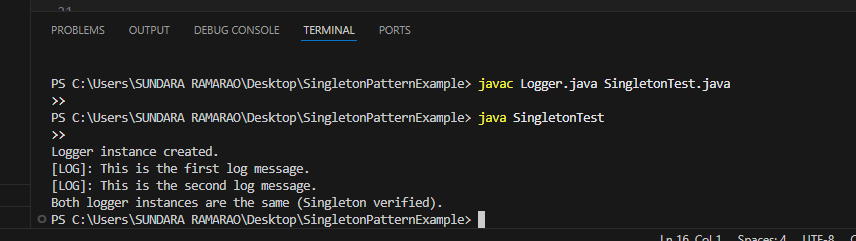 21
PROBLEMS OUTPUT DEBUG CONSOLE TERMINAL PORTS
PS C:\Users\SUNDARA RAMARAO\Desktop\SingletonPatternExample> javac Logger.java SingletonTest.java
>>
PS C:\Users\SUNDARA RAMARAO\Desktop\SingletonPatternExample> java SingletonTest
>>
Logger instance created.
[LOG]: This is the first log message.
[LOG]: This is the second log message.
Both logger instances are the same (Singleton verified).
PS C:\Users\SUNDARA RAMARAO\Desktop\SingletonPatternExample>
Ln 16, Col 1 Spaces: 4 UTF-8